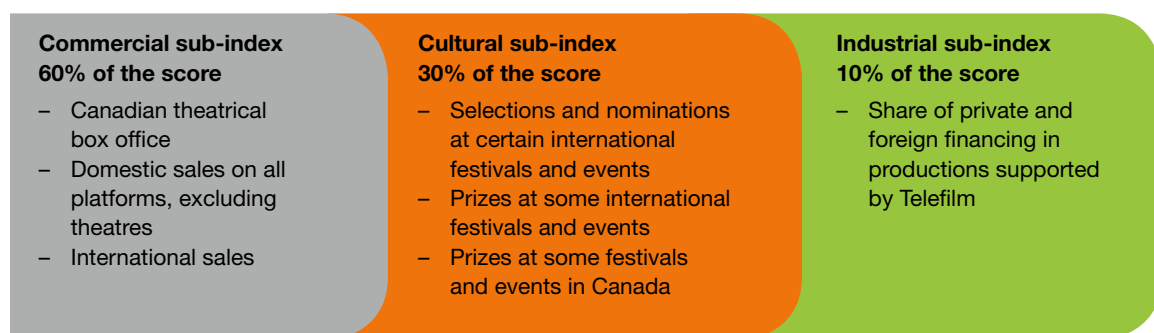 Commercial sub-index
60% of the score
– Canadian theatrical
box office
– Domestic sales on all
platforms, excluding
theatres
– International sales
Cultural sub-index
30% of the score
– Selections and nominations
at certain international
festivals and events
– Prizes at some international
festivals and events
– Prizes at some festivals
and events in Canada
Industrial sub-index
10% of the score
– Share of private and
foreign financing in
productions supported
by Telefilm